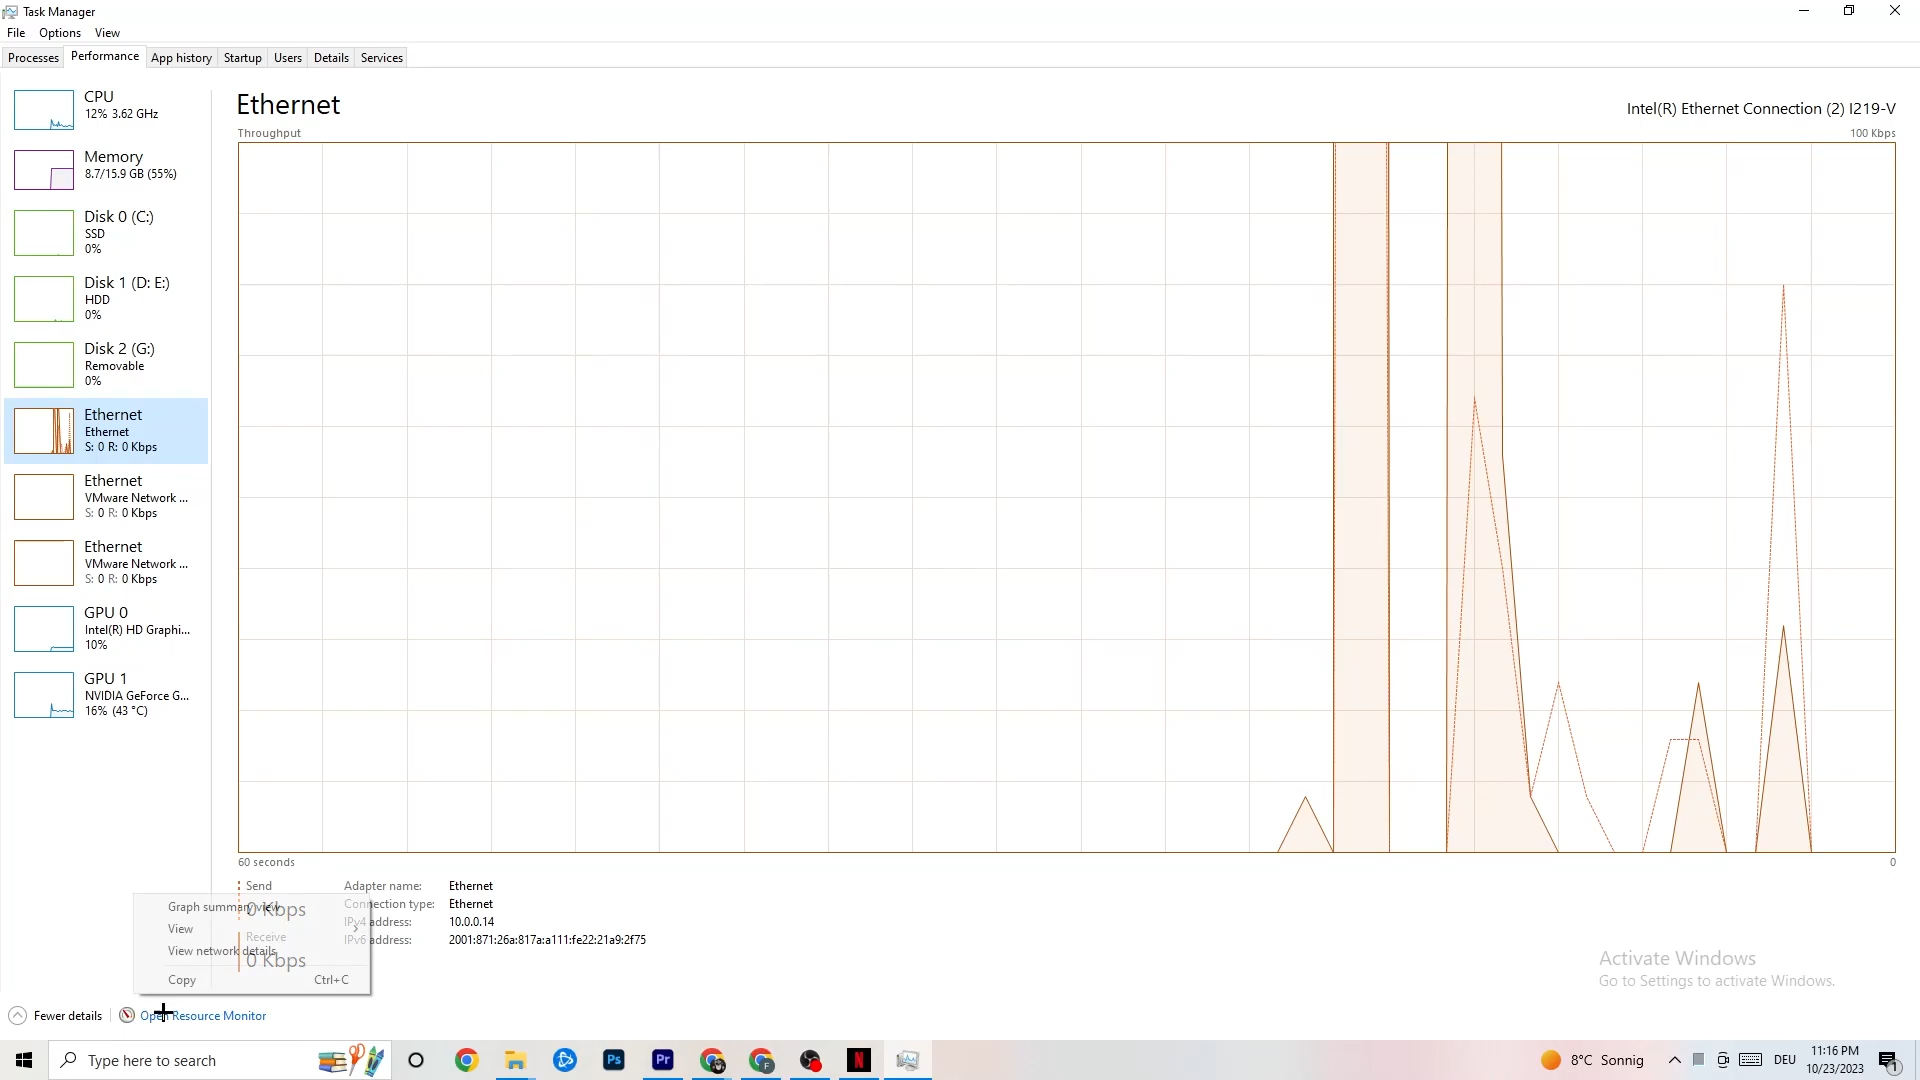 Task Manager
File Options View
Processes Performance App history Startup Users Details Services
CPU
12% 3.62 GHz
Memory
8.7/15.9 GB (55%)
Disk 0 (C:)
SSD
0%
Disk 1 (D: E:)
HDD
0%
Disk 2 (G:)
Removable
0%
Ethernet
Ethernet
S: 0 R: 0 Kbps
Ethernet
VMware Network ...
S: 0 R: 0 Kbps
Ethernet
VMware Network ...
S: 0 R: 0 Kbps
GPU 0
Intel(R) HD Graphi...
10%
GPU 1
NVIDIA GeForce G...
16% (43 °C)
Ethernet
Intel(R) Ethernet Connection (2) I219-V
Throughput
100 Kbps
60 seconds
0
Send
0 Kbps
Receive
0 Kbps
Adapter name: Ethernet
Connection type: Ethernet
IPv4 address: 10.0.0.14
IPv6 address: 2001:871:26a:817a:a111:fe22:21a9:2f75
Graph summary view
View
View network details
Copy Ctrl+C
Activate Windows
Go to Settings to activate Windows.
Fewer details
Open Resource Monitor
Type here to search
Ps
Pr
F
N
8°C Sonnig
DEU
11:16 PM
10/23/2023
1